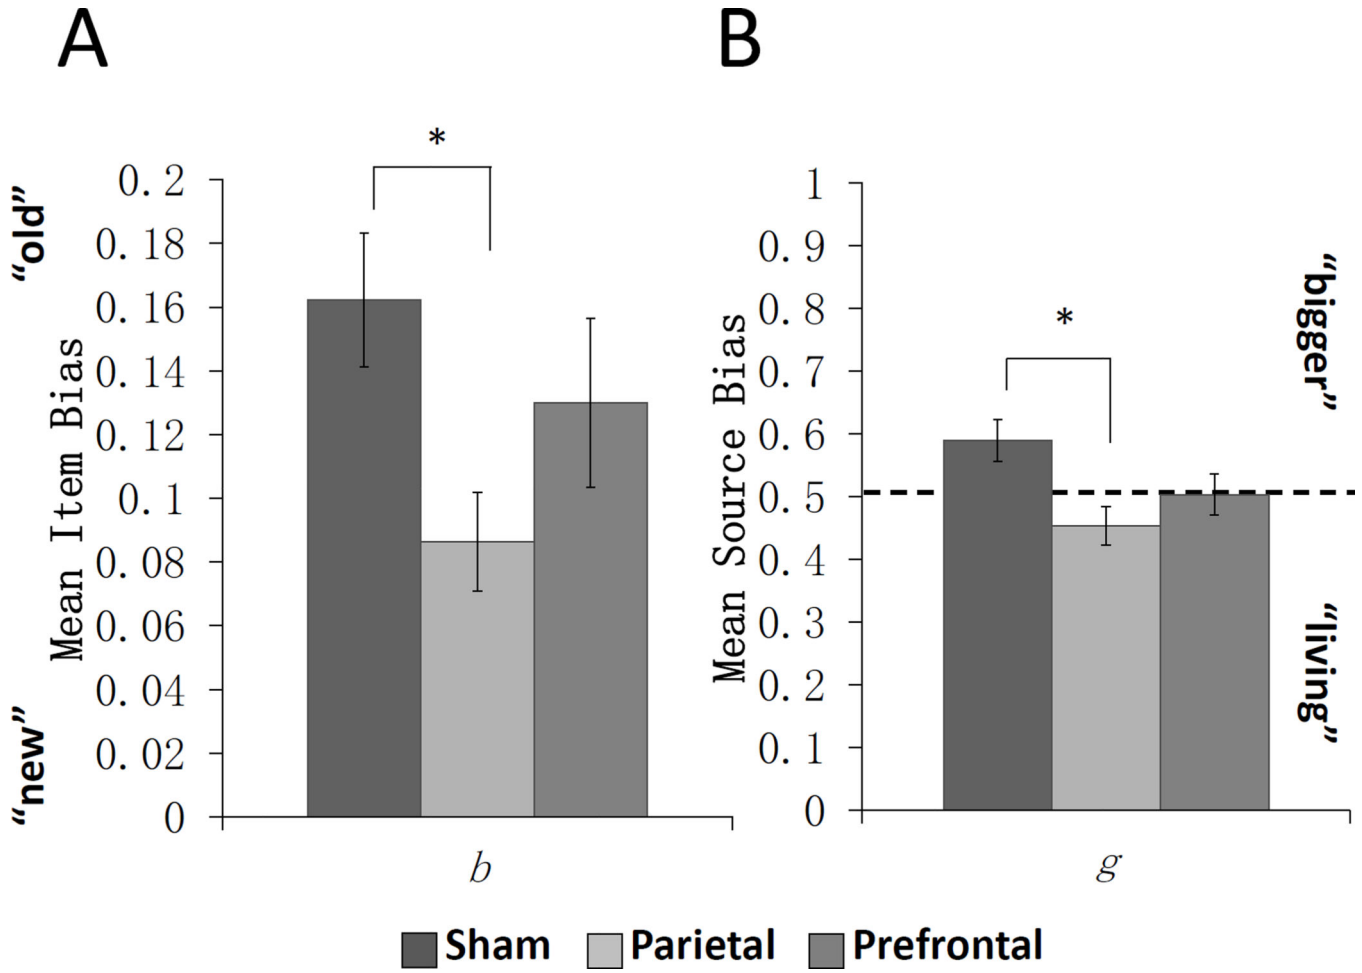 A
B
*
0.2
0.18
0.16
0.14
0.12
0.1
0.08
0.06
0.04
0.02
0
“old”
Mean Item Bias
“new”
b
*
1
0.9
0.8
0.7
0.6
0.5
0.4
0.3
0.2
0.1
0
Mean Source Bias
“bigger”
“living”
g
Sham Parietal Prefrontal